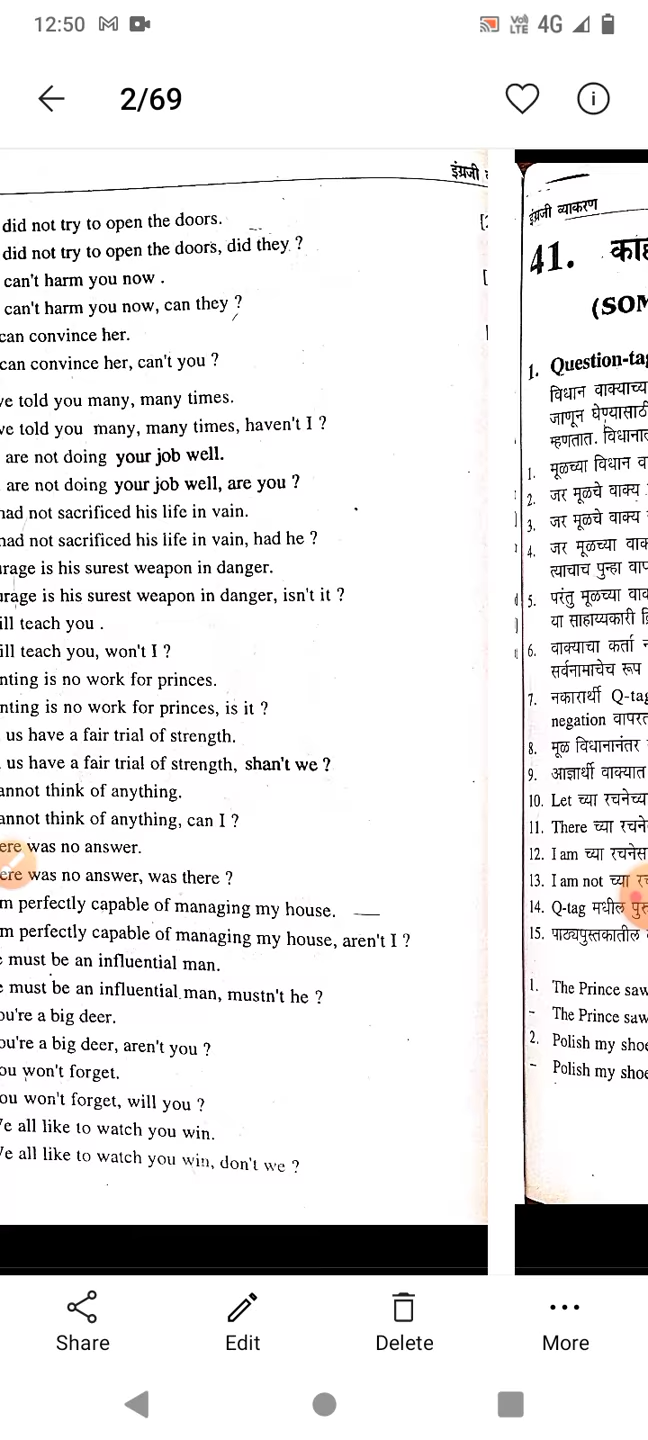 12:50
Vo) LTE 4G
2/69
इंग्रजी
did not try to open the doors.
did not try to open the doors, did they ?
can't harm you now .
can't harm you now, can they ?
can convince her.
can convince her, can't you ?
ve told you many, many times.
ve told you many, many times, haven't I ?
are not doing your job well.
are not doing your job well, are you ?
had not sacrificed his life in vain.
had not sacrificed his life in vain, had he ?
rage is his surest weapon in danger.
rage is his surest weapon in danger, isn't it ?
ill teach you .
ill teach you, won't I ?
nting is no work for princes.
nting is no work for princes, is it ?
us have a fair trial of strength.
us have a fair trial of strength, shan't we ?
annot think of anything.
annot think of anything, can I ?
ere was no answer.
ere was no answer, was there ?
m perfectly capable of managing my house.
m perfectly capable of managing my house, aren't I ?
e must be an influential man.
e must be an influential man, mustn't he ?
ou're a big deer.
ou're a big deer, aren't you ?
ou won't forget.
ou won't forget, will you ?
e all like to watch you win.
e all like to watch you win, don't we ?
इंग्रजी व्याकरण
41. का
(SOM
1. Question-tag
विधान वाक्याच्य
जाणून घेण्यासाठी
म्हणतात. विधानात
1. मूळच्या विधान व
2. जर मूळचे वाक्य
3. जर मूळचे वाक्य
4. जर मूळच्या वाक
त्याचाच पुन्हा वाप
5. परंतु मूळच्या वाक
या साहाय्यकारी क्रि
6. वाक्याचा कर्ता
सर्वनामाचेच रूप
7. नकारार्थी Q-tag
negation वापरत
8. मूळ विधानानंतर
9. आज्ञार्थी वाक्यात
10. Let च्या रचनेच्य
11. There च्या रचने
12. I am च्या रचनेस
13. I am not च्या
14. Q-tag मधील
15. पाठ्यपुस्तकातील
1. The Prince saw
- The Prince saw
2. Polish my shoe
- Polish my shoe
Share Edit Delete More